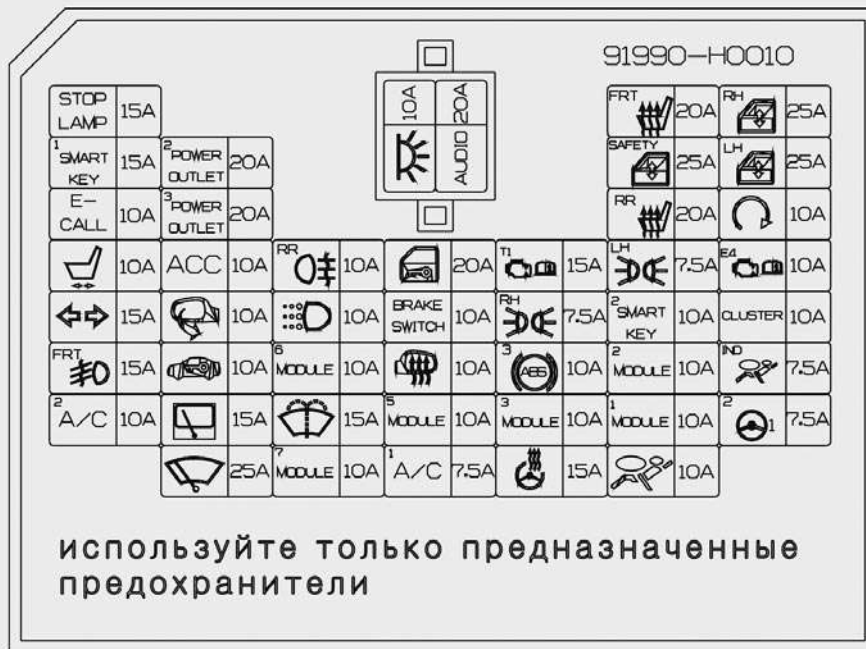 91990-H0010
10A 20A
AUDIO
STOP LAMP 15A FRT 20A RH 25A
1 SMART KEY 15A 2 POWER OUTLET 20A SAFETY 25A LH 25A
E-CALL 10A 3 POWER OUTLET 20A RR 20A 10A
10A ACC 10A RR 10A 20A T1 15A LH 7.5A E4 10A
15A 10A 10A BRAKE SWITCH 10A RH 7.5A 2 SMART KEY 10A CLUSTER 10A
FRT 15A 10A 6 MODULE 10A 10A 3 ABS 10A 2 MODULE 10A IND 7.5A
2 A/C 10A 15A 15A 5 MODULE 10A 3 MODULE 10A 1 MODULE 10A 2 1 7.5A
25A 7 MODULE 10A 1 A/C 7.5A 15A 10A
используйте только предназначенные
предохранители